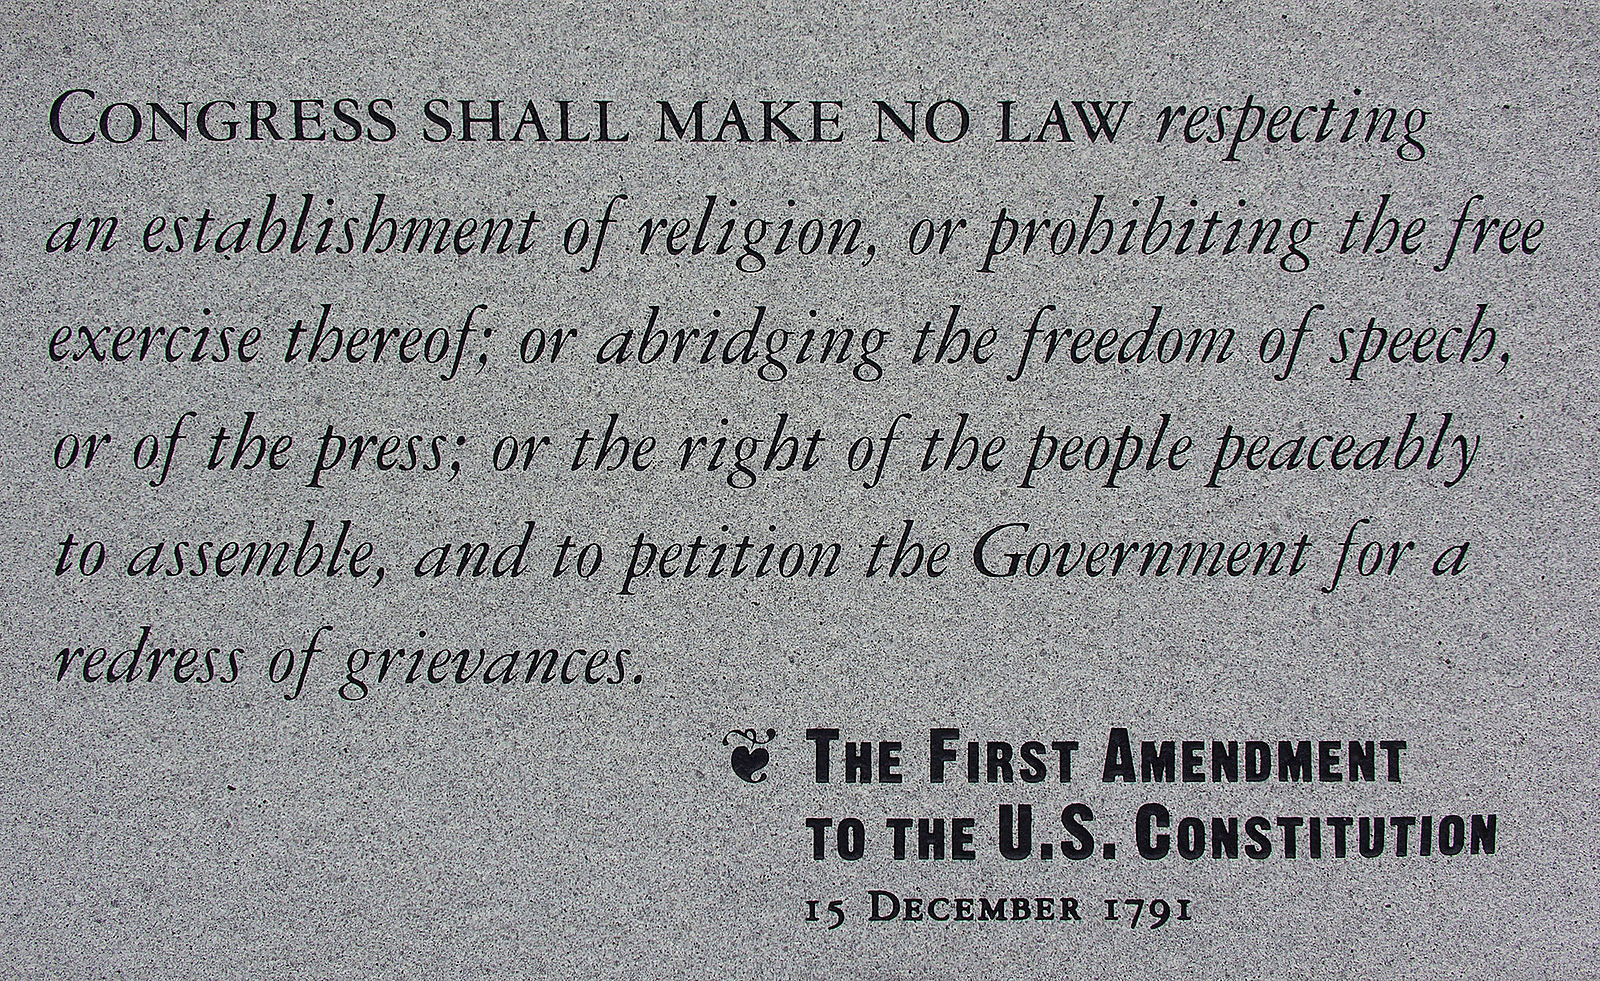 CONGRESS SHALL MAKE NO LAW respecting
an establishment of religion, or prohibiting the free
exercise thereof; or abridging the freedom of speech,
or of the press; or the right of the people peaceably
to assemble, and to petition the Government for a
redress of grievances.
❦ THE FIRST AMENDMENT
TO THE U.S. CONSTITUTION
15 DECEMBER 1791